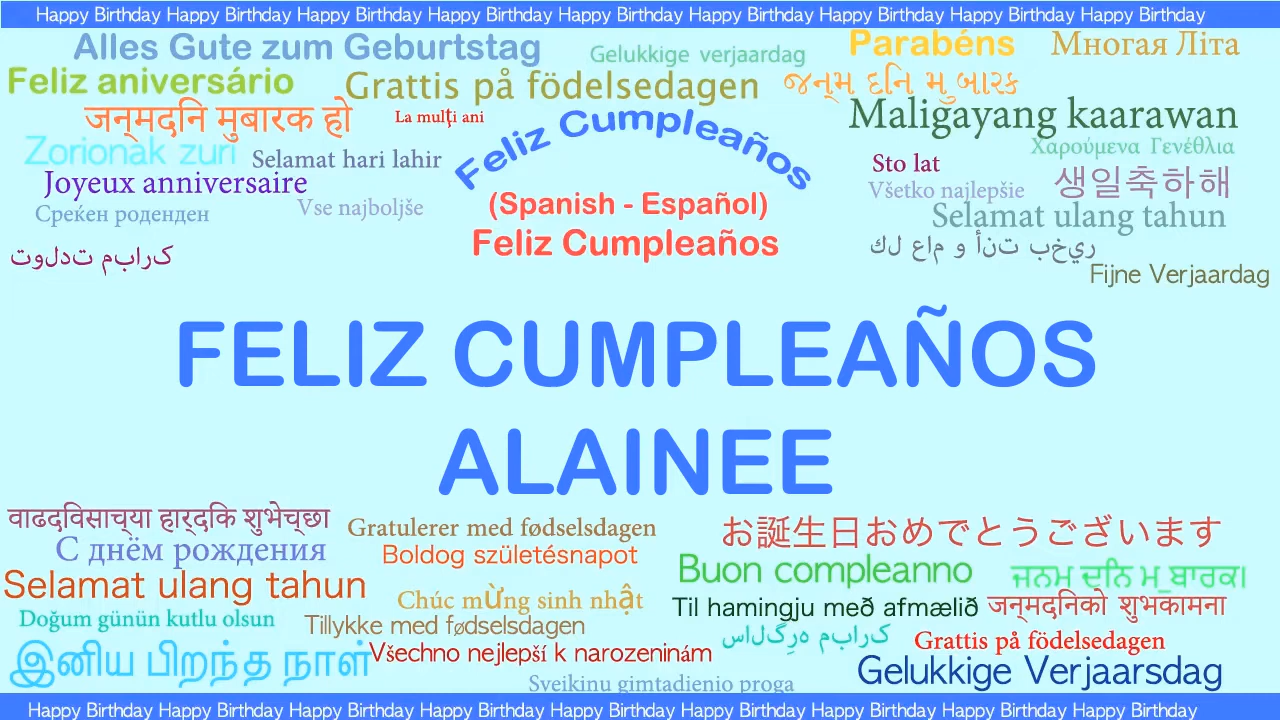 Happy Birthday Happy Birthday Happy Birthday Happy Birthday Happy Birthday Happy Birthday Happy Birthday Happy Birthday Happy Birthday
Alles Gute zum Geburtstag
Gelukkige verjaardag
Parabéns
Многая Літа
Feliz aniversário
Grattis på födelsedagen
જન્મ દિન મુબારક
जन्मदिन मुबारक हो
La mulţi ani
Feliz Cumpleaños
Maligayang kaarawan
Zorionak zuri
Selamat hari lahir
Sto lat
Χαρούμενα Γενέθλια
Joyeux anniversaire
(Spanish - Español)
Všetko najlepšie
생일축하해
Среќен роденден
Vse najboljše
Feliz Cumpleaños
Selamat ulang tahun
تولدت مبارک
كل عام و أنت بخير
Fijne Verjaardag
FELIZ CUMPLEAÑOS
ALAINEE
वाढदिवसाच्या हार्दिक शुभेच्छा
Gratulerer med fødselsdagen
お誕生日おめでとうございます
С днём рождения
Boldog születésnapot
Buon compleanno
ਜਨਮ ਦਿਨ ਮੁਬਾਰਕ।
Selamat ulang tahun
Chúc mừng sinh nhật
Til hamingju með afmælið
जन्मदिनको शुभकामना
Doğum günün kutlu olsun
Tillykke med fødselsdagen
سالگرہ مبارک
Grattis på födelsedagen
இனிய பிறந்த நாள்
Všechno nejlepší k narozeninám
Gelukkige Verjaarsdag
Sveikinu gimtadienio proga
Happy Birthday Happy Birthday Happy Birthday Happy Birthday Happy Birthday Happy Birthday Happy Birthday Happy Birthday Happy Birthday